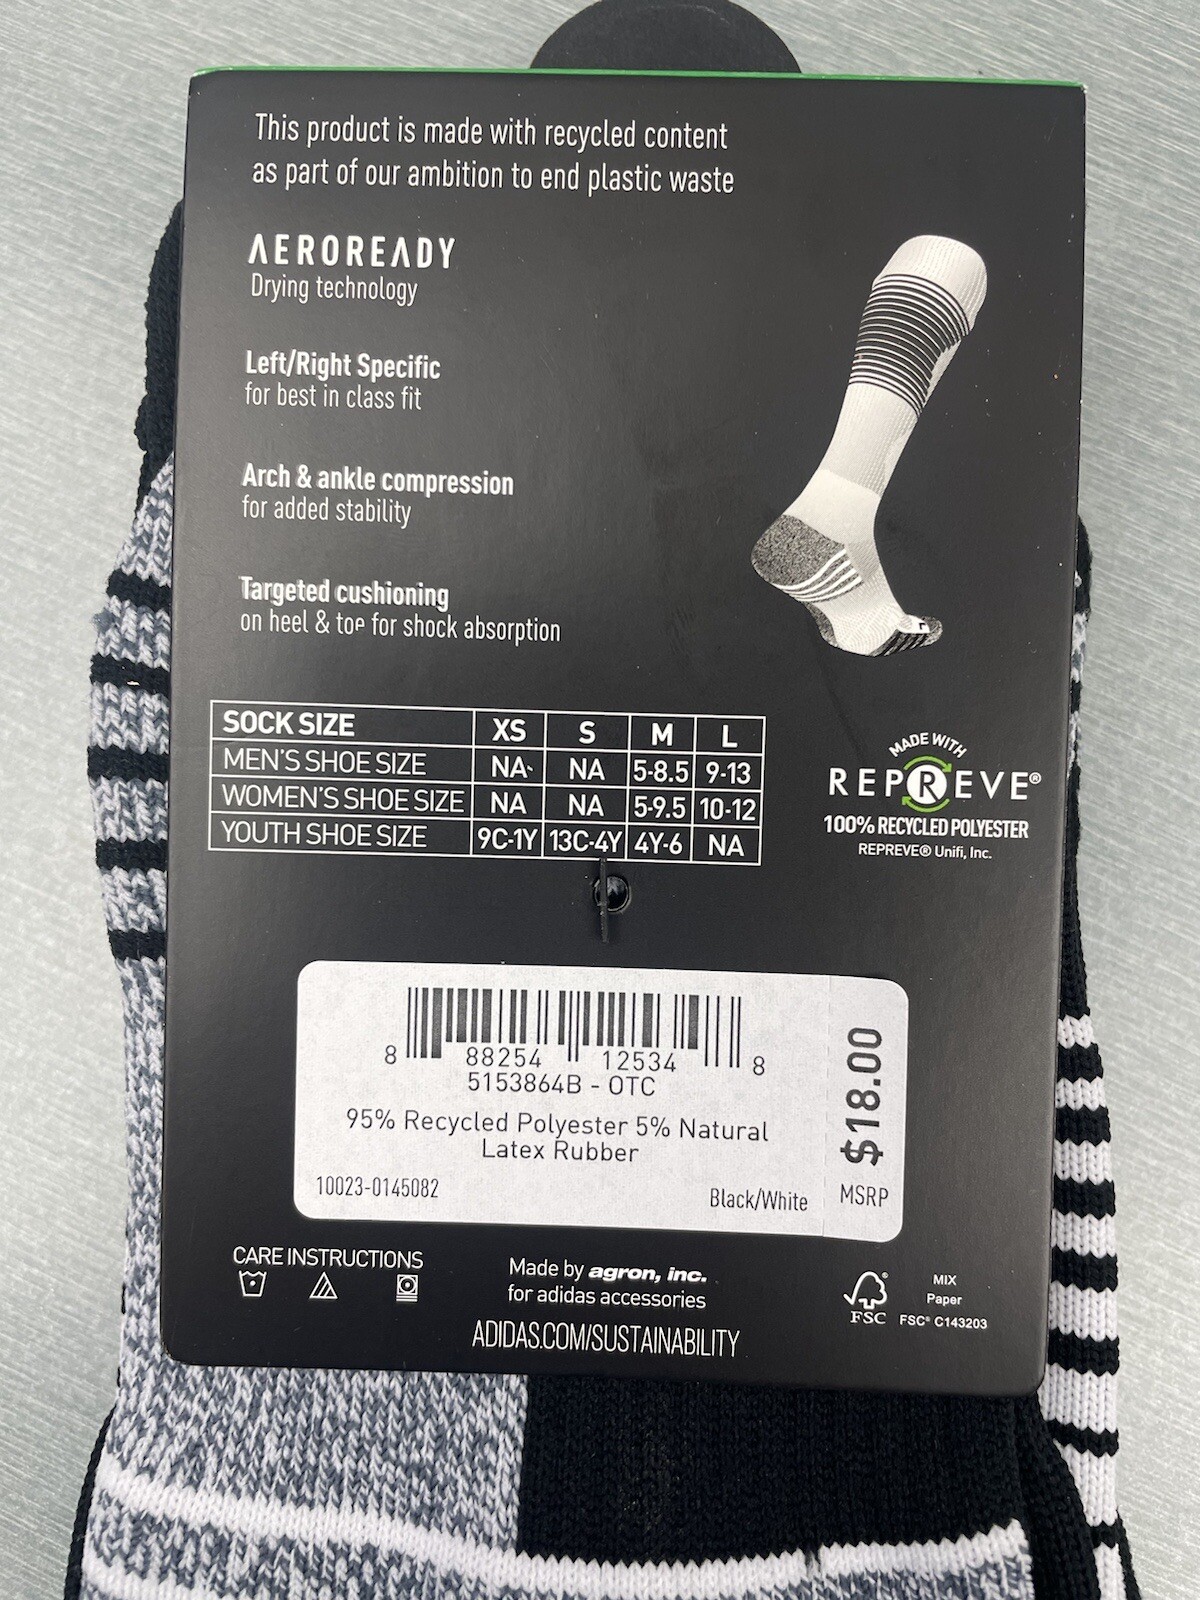 This product is made with recycled content
as part of our ambition to end plastic waste
AEROREADY
Drying technology
Left/Right Specific
for best in class fit
Arch & ankle compression
for added stability
Targeted cushioning
on heel & toe for shock absorption
SOCK SIZE XS S M L
MEN'S SHOE SIZE NA NA 5-8.5 9-13
WOMEN'S SHOE SIZE NA NA 5-9.5 10-12
YOUTH SHOE SIZE 9C-1Y 13C-4Y 4Y-6 NA
MADE WITH
REPREVE®
100% RECYCLED POLYESTER
REPREVE® Unifi, Inc.
8 88254 12534 8
5153864B - OTC
95% Recycled Polyester 5% Natural
Latex Rubber
10023-0145082
Black/White
$18.00
MSRP
CARE INSTRUCTIONS
Made by agron, inc.
for adidas accessories
ADIDAS.COM/SUSTAINABILITY
FSC
MIX
Paper
FSC® C143203